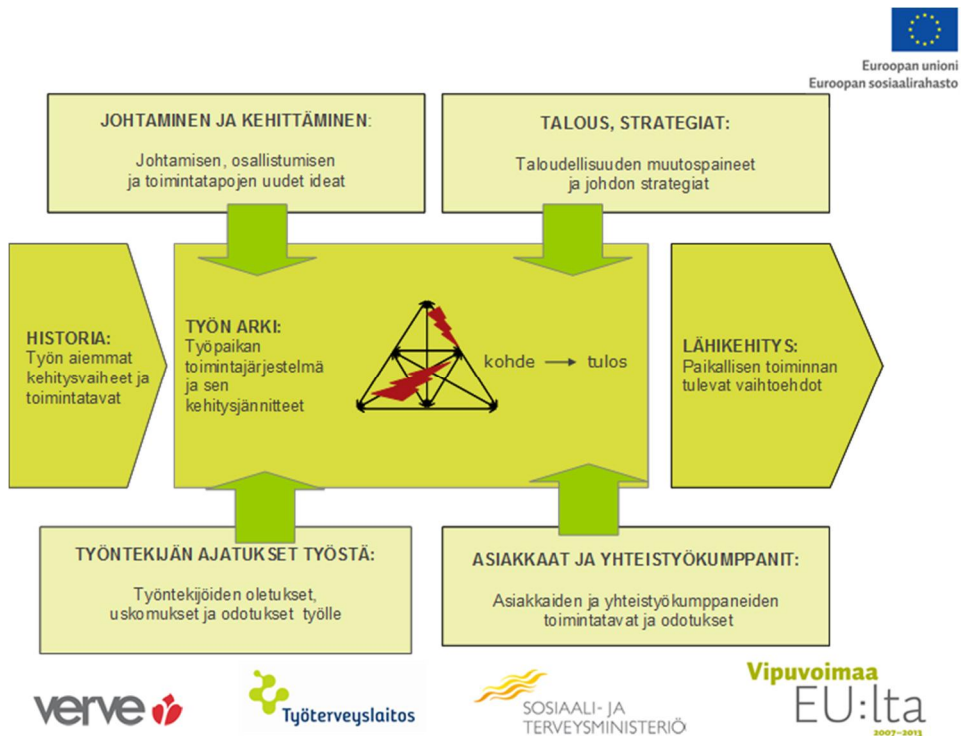 Euroopan unioni
Euroopan sosiaalirahasto
JOHTAMINEN JA KEHITTÄMINEN:
Johtamisen, osallistumisen
ja toimintatapojen uudet ideat
TALOUS, STRATEGIAT:
Taloudellisuuden muutospaineet
ja johdon strategiat
HISTORIA:
Työn aiemmat
kehitysvaiheet ja
toimintatavat
TYÖN ARKI:
Työpaikan
toimintajärjestelmä
ja sen
kehitysjännitteet
kohde → tulos
LÄHIKEHITYS:
Paikallisen toiminnan
tulevat vaihtoehdot
TYÖNTEKIJÄN AJATUKSET TYÖSTÄ:
Työntekijöiden oletukset,
uskomukset ja odotukset työlle
ASIAKKAAT JA YHTEISTYÖKUMPPANIT:
Asiakkaiden ja yhteistyökumppaneiden
toimintatavat ja odotukset
verve
Työterveyslaitos
SOSIAALI- JA
TERVEYSMINISTERIÖ
Vipuvoimaa
EU:lta
2007–2013